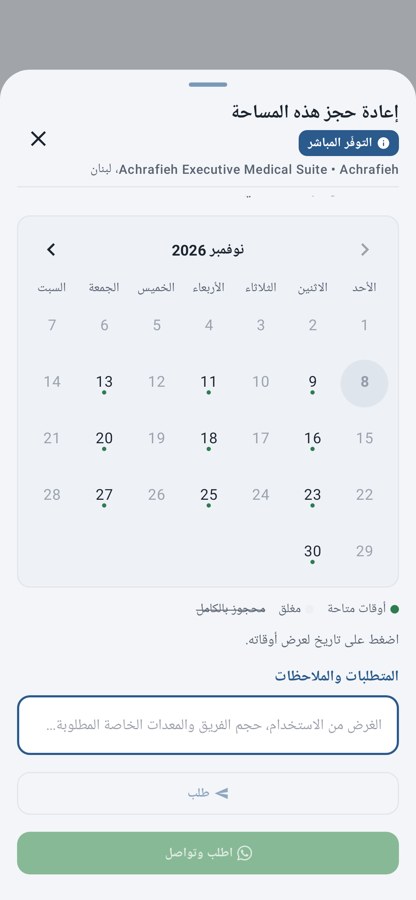 إعادة حجز هذه المساحة
التوفّر المباشر
Achrafieh Executive Medical Suite • Achrafieh، لبنان
نوفمبر 2026
الأحد الاثنين الثلاثاء الأربعاء الخميس الجمعة السبت
1 2 3 4 5 6 7
8 9 10 11 12 13 14
15 16 17 18 19 20 21
22 23 24 25 26 27 28
29 30
أوقات متاحة مغلق محجوز بالكامل
اضغط على تاريخ لعرض أوقاته.
المتطلبات والملاحظات
الغرض من الاستخدام، حجم الفريق والمعدات الخاصة المطلوبة...
طلب
اطلب وتواصل